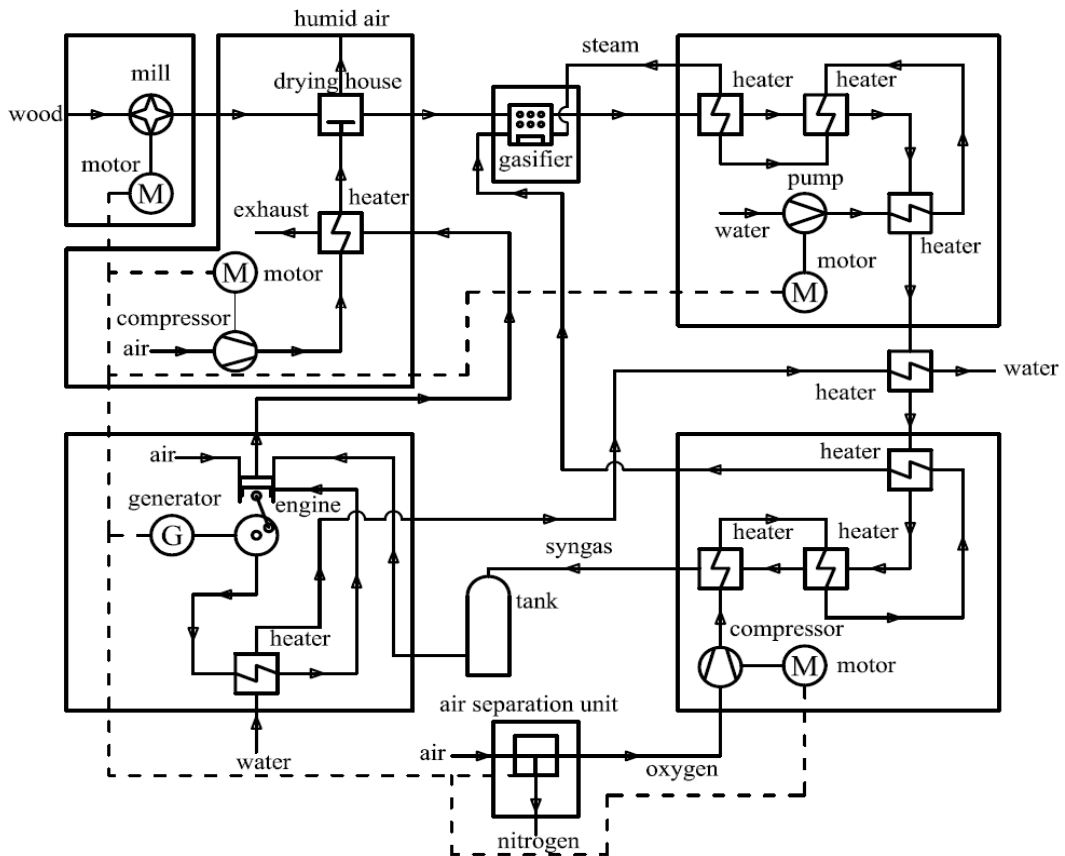 humid air
steam
mill
drying house
heater
heater
wood
motor
M
gasifier
pump
heater
exhaust
water
heater
M
motor
motor
M
compressor
air
water
heater
air
heater
generator
engine
G
heater
heater
syngas
tank
heater
compressor
M
motor
air separation unit
air
water
oxygen
nitrogen